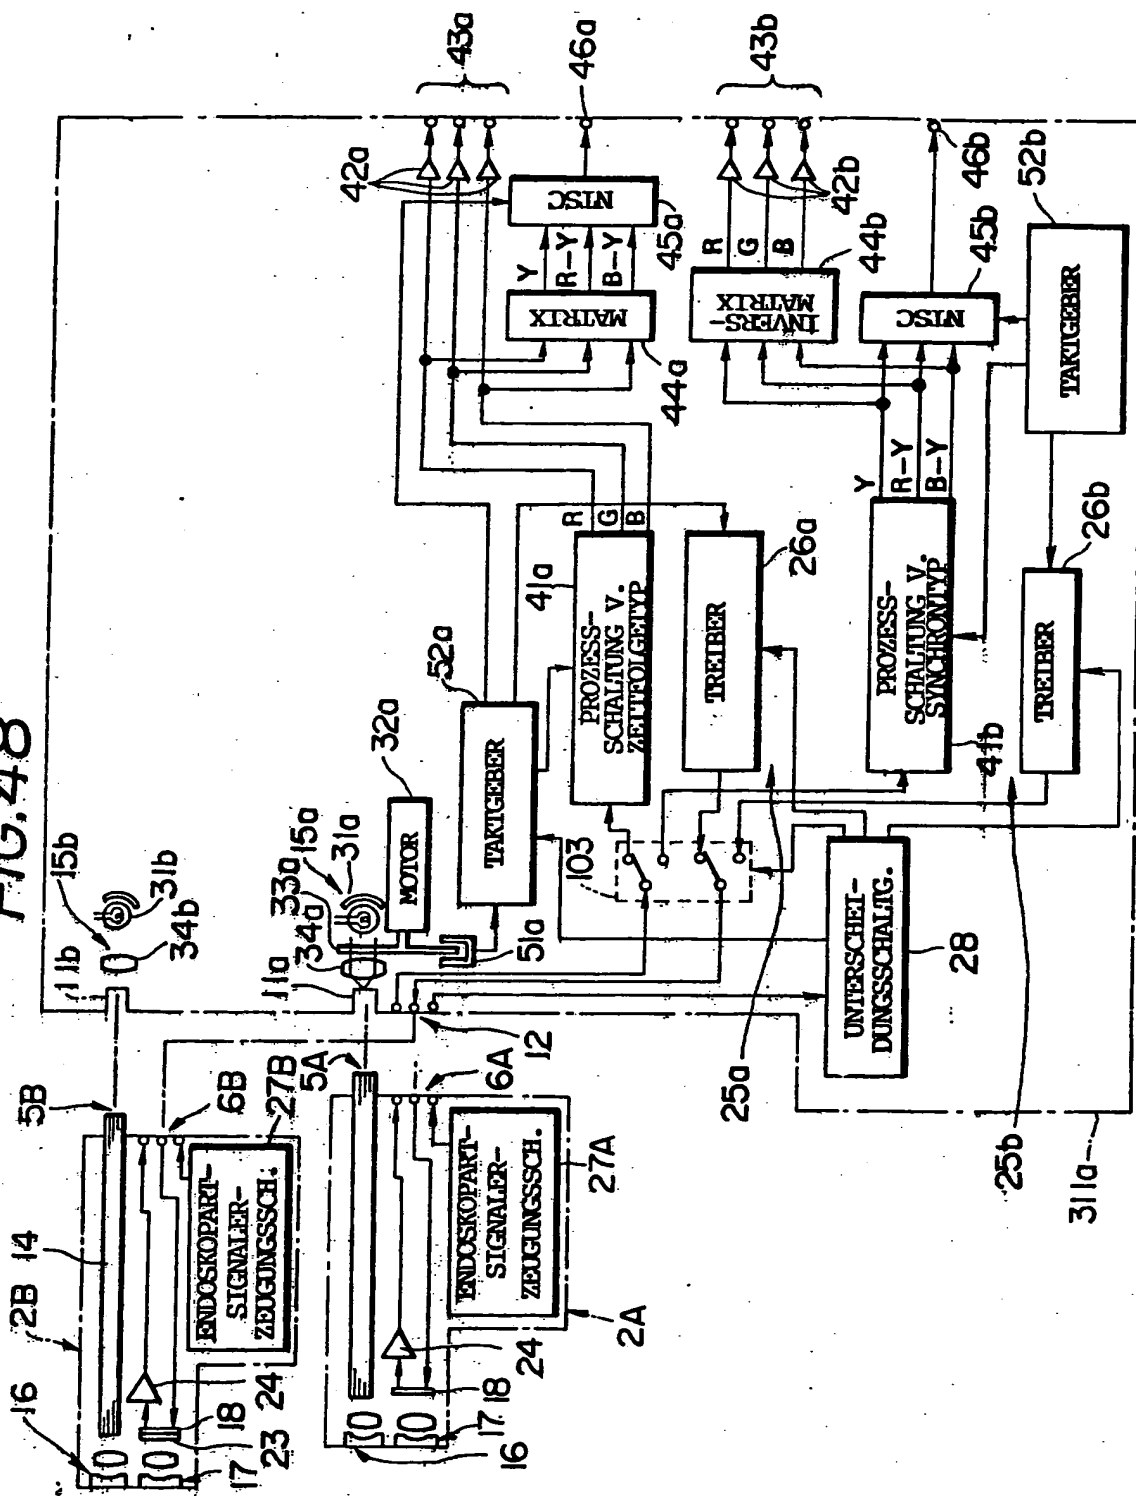 FIG. 48
2B
14
5B
11b
15b
31b
34b
16
24
18
23
17
6B
27B
ENDOSKOPART-
SIGNALER-
ZEUGUNGSSCH.
5A
11a
33a
34a
15a
31a
32a
MOTOR
51a
12
6A
ENDOSKOPART-
SIGNALER-
ZEUGUNGSSCH.
27A
2A
24
18
17
16
52a
TAKTGEBER
41a
PROZESS-
SCHALTUNG V.
ZETTFOLGETYP
R
G
B
103
TREIBER
26a
25a
42a
43a
MATRIX
44a
Y
R-Y
B-Y
NTSC
45a
46a
43b
42b
R
G
B
INVERS-
MATRIX
44b
NTSC
45b
46b
Y
R-Y
B-Y
PROZESS-
SCHALTUNG V.
SYNCHRONTYP
41b
TREIBER
26b
TAKTGEBER
52b
UNTERSCHEI-
DUNGSSCHALTG.
28
25b
311a